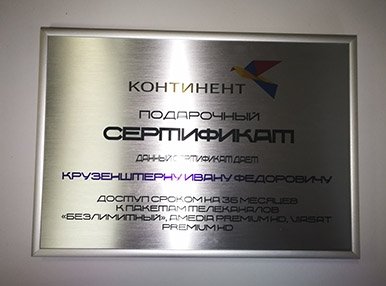 КОНТИНЕНТ
ПОДАРОЧНЫЙ
СЕРТИФИКАТ
ДАННЫЙ СЕРТИФИКАТ ДАЕТ
КРУЗЕНШТЕРНУ ИВАНУ ФЕДОРОВИЧУ
ДОСТУП СРОКОМ НА 36 МЕСЯЦЕВ
К ПАКЕТАМ ТЕЛЕКАНАЛОВ
«БЕЗЛИМИТНЫЙ», AMEDIA PREMIUM HD, VIASAT
PREMIUM HD